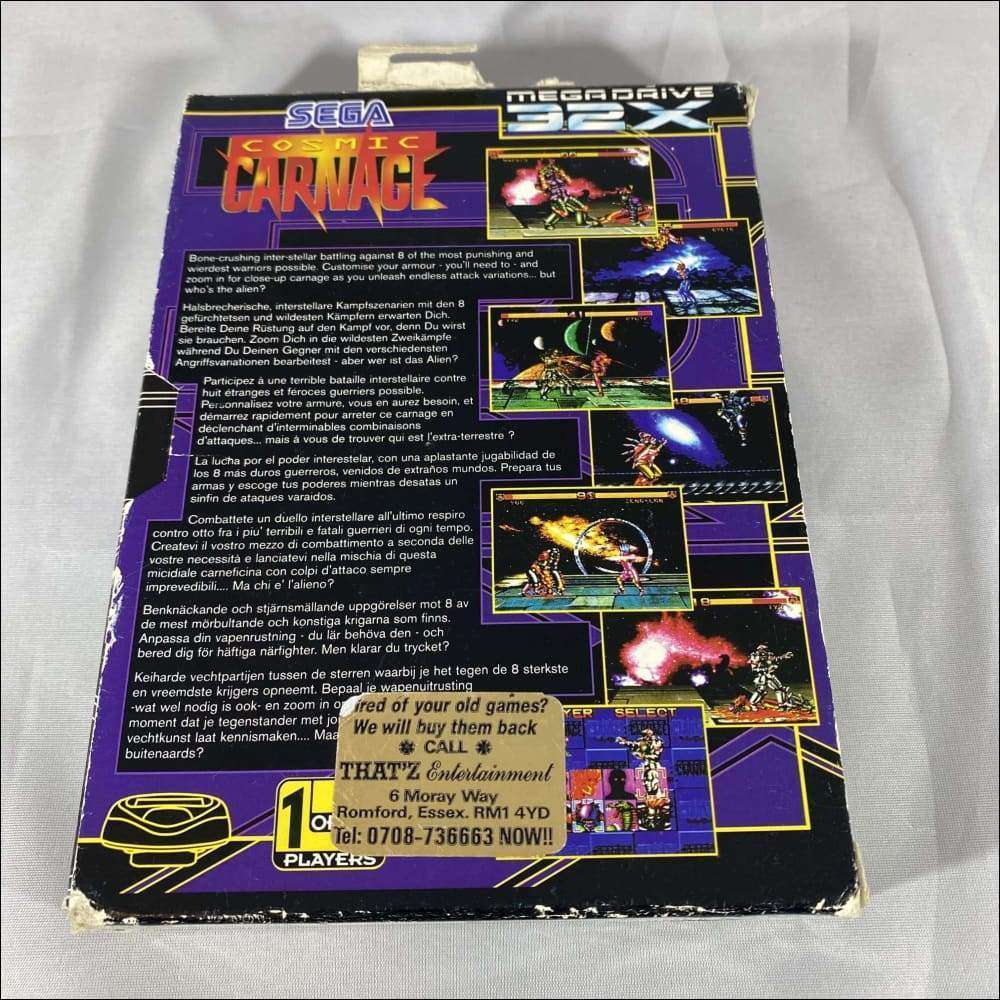 SEGA
MEGADRIVE
32X
COSMIC
CARNAGE
Bone-crushing inter-stellar battling against 8 of the most punishing and
wierdest warriors possible. Customise your armour - you'll need to - and
zoom in for close-up carnage as you unleash endless attack variations... but
who's the alien?
Halsbrecherische, interstellare Kampfszenarien mit den 8
gefürchtetsen und wildesten Kämpfern erwarten Dich.
Bereite Deine Rüstung auf den Kampf vor, denn Du wirst
sie brauchen. Zoom Dich in die wildesten Zweikämpfe
während Du Deinen Gegner mit den verschiedensten
Angriffsvariationen bearbeitest - aber wer ist das Alien?
Participez à une terrible bataille interstellaire contre
huit étranges et féroces guerriers possible.
Personnalisez votre armure, vous en aurez besoin, et
démarrez rapidement pour arreter ce carnage en
déclenchant d'interminables combinaisons
d'attaques... mais à vous de trouver qui est l'extra-terrestre ?
La lucha por el poder interestelar, con una aplastante jugabilidad de
los 8 más duros guerreros, venidos de extraños mundos. Prepara tus
armas y escoge tus poderes mientras desatas un
sinfin de ataques varaidos.
Combattete un duello interstellare all'ultimo respiro
contro otto fra i piu' terribili e fatali guerrieri di ogni tempo.
Createvi il vostro mezzo di combattimento a seconda delle
vostre necessità e lanciatevi nella mischia di questa
micidiale carneficina con colpi d'attaco sempre
imprevedibili.... Ma chi e' l'alieno?
Benknäckande och stjärnsmällande uppgörelser mot 8 av
de mest mörbultande och konstiga krigarna som finns.
Anpassa din vapenrustning - du lär behöva den - och
bered dig för häftiga närfighter. Men klarar du trycket?
Keiharde vechtpartijen tussen de sterren waarbij je het tegen de 8 sterkste
en vreemdste krijgers opneemt. Bepaal je wapenuitrusting
-wat wel nodig is ook- en zoom in o
moment dat je tegenstander met jo
vechtkunst laat kennismaken.... Maa
buitenaards?
ired of your old games?
We will buy them back
* CALL *
THAT'Z Entertainment
6 Moray Way
Romford, Essex. RM1 4YD
Tel: 0708-736663 NOW!!
YER SELECT
1
OR
PLAYERS